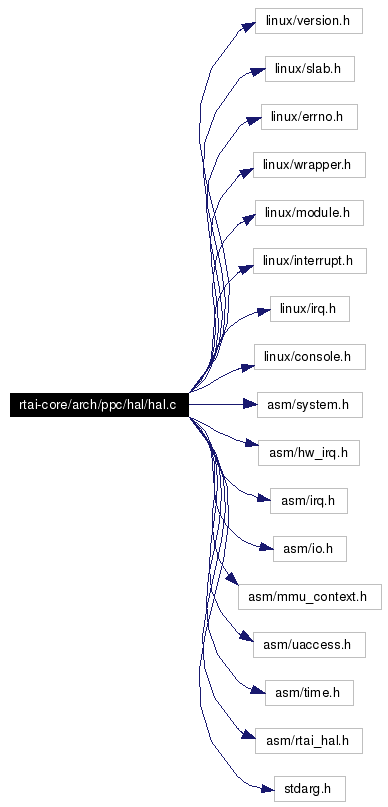 linux/version.h
linux/slab.h
linux/errno.h
linux/wrapper.h
linux/module.h
linux/interrupt.h
linux/irq.h
linux/console.h
rtai-core/arch/ppc/hal/hal.c
asm/system.h
asm/hw_irq.h
asm/irq.h
asm/io.h
asm/mmu_context.h
asm/uaccess.h
asm/time.h
asm/rtai_hal.h
stdarg.h